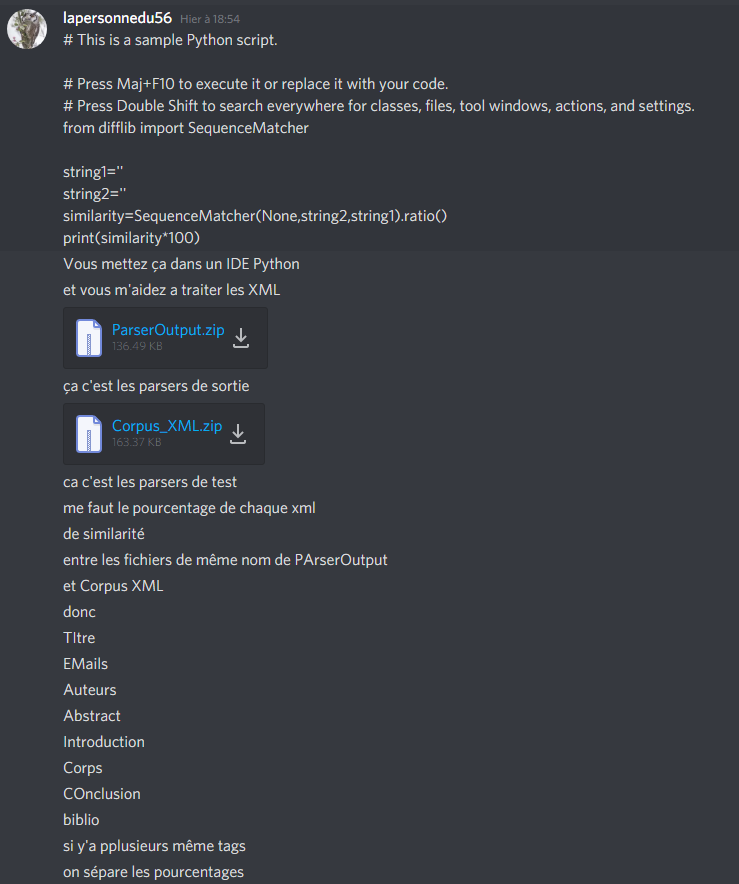 lapersonnedu56 Hier à 18:54
# This is a sample Python script.
# Press Maj+F10 to execute it or replace it with your code.
# Press Double Shift to search everywhere for classes, files, tool windows, actions, and settings.
from difflib import SequenceMatcher
string1=''
string2=''
similarity=SequenceMatcher(None,string2,string1).ratio()
print(similarity*100)
Vous mettez ça dans un IDE Python
et vous m'aidez a traiter les XML
ParserOutput.zip
136.49 KB
ça c'est les parsers de sortie
Corpus_XML.zip
163.37 KB
ca c'est les parsers de test
me faut le pourcentage de chaque xml
de similarité
entre les fichiers de même nom de PArserOutput
et Corpus XML
donc
TItre
EMails
Auteurs
Abstract
Introduction
Corps
COnclusion
biblio
si y'a pplusieurs même tags
on sépare les pourcentages